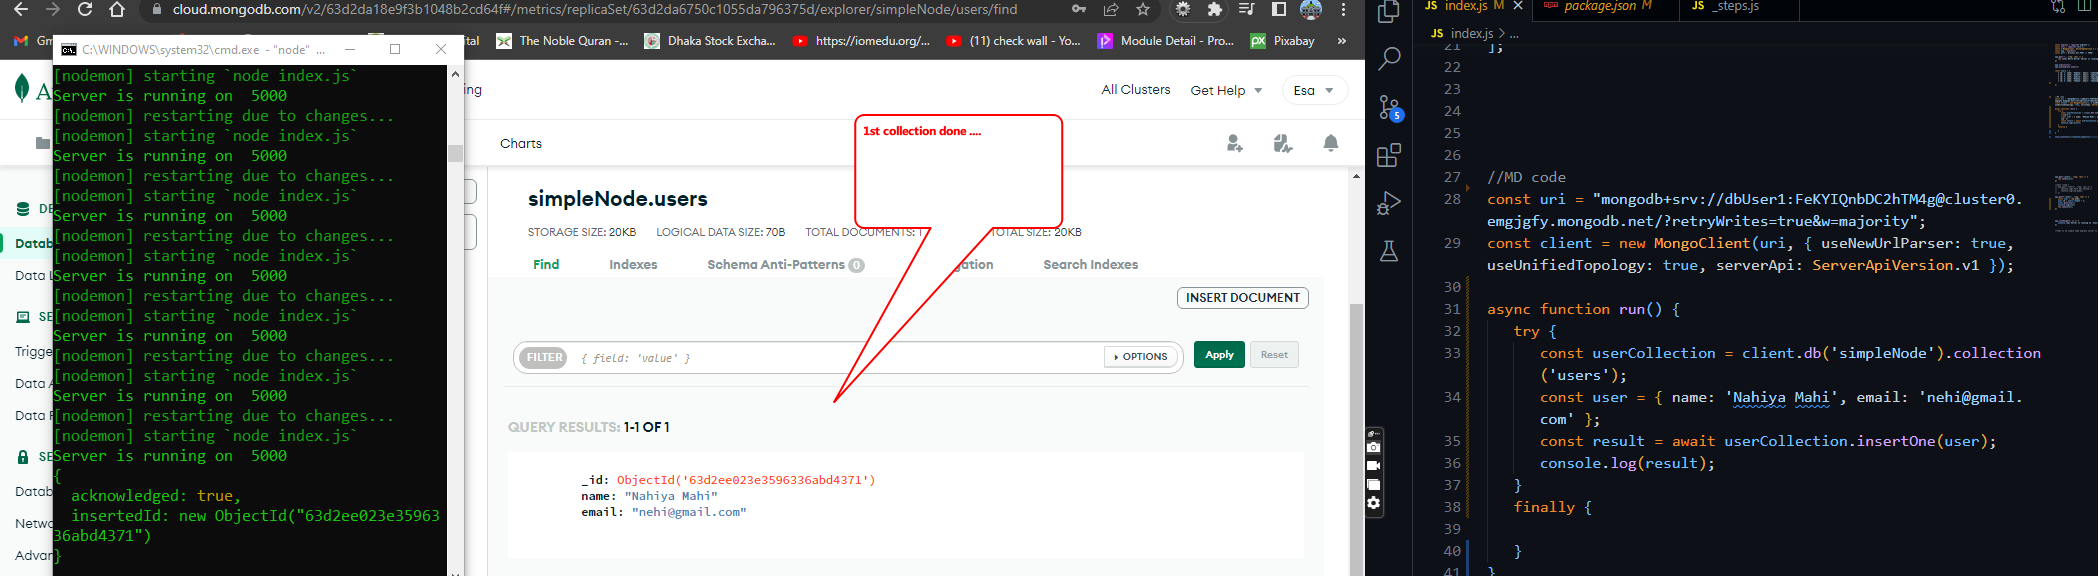 cloud.mongodb.com/v2/63d2da18e9f3b1048b2cd64f#/metrics/replicaSet/63d2da6750c1055da796375d/explorer/simpleNode/users/find
The Noble Quran -...
Dhaka Stock Excha...
https://iomedu.org/...
(11) check wall - Yo...
Module Detail - Pro...
Pixabay
»
C:\WINDOWS\system32\cmd.exe - "node" ...
[nodemon] starting `node index.js`
Server is running on  5000
[nodemon] restarting due to changes...
[nodemon] starting `node index.js`
Server is running on  5000
[nodemon] restarting due to changes...
[nodemon] starting `node index.js`
Server is running on  5000
[nodemon] restarting due to changes...
[nodemon] starting `node index.js`
Server is running on  5000
[nodemon] restarting due to changes...
[nodemon] starting `node index.js`
Server is running on  5000
[nodemon] restarting due to changes...
[nodemon] starting `node index.js`
Server is running on  5000
[nodemon] restarting due to changes...
[nodemon] starting `node index.js`
Server is running on  5000
{
  acknowledged: true,
  insertedId: new ObjectId("63d2ee023e35963
36abd4371")
}
Datab
Data L
Trigge
Data A
Datab
Netwo
Advan
All Clusters
Get Help
Esa
Charts
1st collection done ....
simpleNode.users
STORAGE SIZE: 20KB
LOGICAL DATA SIZE: 70B
TOTAL DOCUMENTS: 1
TOTAL SIZE: 20KB
Find
Indexes
Schema Anti-Patterns 0
gation
Search Indexes
INSERT DOCUMENT
FILTER
{ field: 'value' }
OPTIONS
Apply
Reset
QUERY RESULTS: 1-1 OF 1
_id: ObjectId('63d2ee023e3596336abd4371')
name: "Nahiya Mahi"
email: "nehi@gmail.com"
5
JS index.js M
package.json M
JS _steps.js
JS index.js > ...
21 ];
22
23
24
25
26
27 //MD code
28 const uri = "mongodb+srv://dbUser1:FeKYIQnbDC2hTM4g@cluster0.
emgjgfy.mongodb.net/?retryWrites=true&w=majority";
29 const client = new MongoClient(uri, { useNewUrlParser: true,
useUnifiedTopology: true, serverApi: ServerApiVersion.v1 });
30
31 async function run() {
32 try {
33 const userCollection = client.db('simpleNode').collection
('users');
34 const user = { name: 'Nahiya Mahi', email: 'nehi@gmail.
com' };
35 const result = await userCollection.insertOne(user);
36 console.log(result);
37 }
38 finally {
39
40 }
41 }